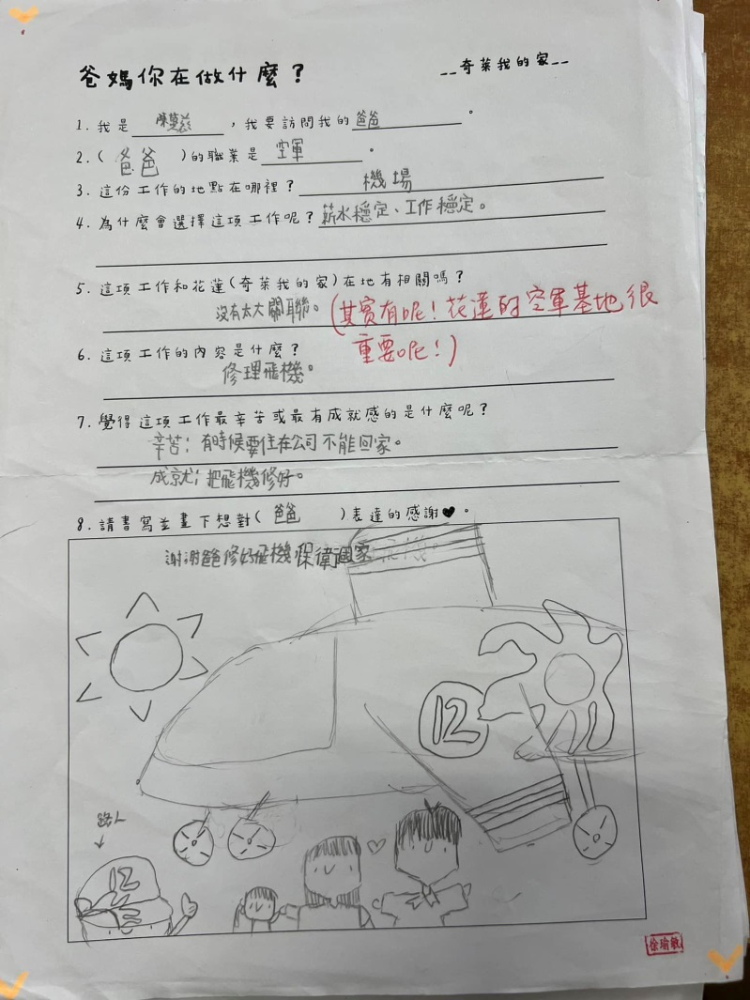 爸媽你在做什麼？
__奇萊我的家__
1. 我是 陳莫茲 ，我要訪問我的爸爸 。
2.( 爸爸 )的職業是 空軍 。
3. 這份工作的地點在哪裡？ 機場
4. 為什麼會選擇這項工作呢？薪水穩定、工作穩定。
5. 這項工作和花蓮(奇萊我的家)在地有相關嗎？
沒有太大關聯。(其實有呢！花蓮的空軍基地很
重要呢！)
6. 這項工作的內容是什麼？
修理飛機。
7. 覺得這項工作最辛苦或最有成就感的是什麼呢？
辛苦：有時候要住在公司不能回家。
成就：把飛機修好。
8. 請書寫並畫下想對( 爸爸 )表達的感謝♥。
謝謝爸爸修好飛機保衛國家
12
路人
12
徐瑜敏